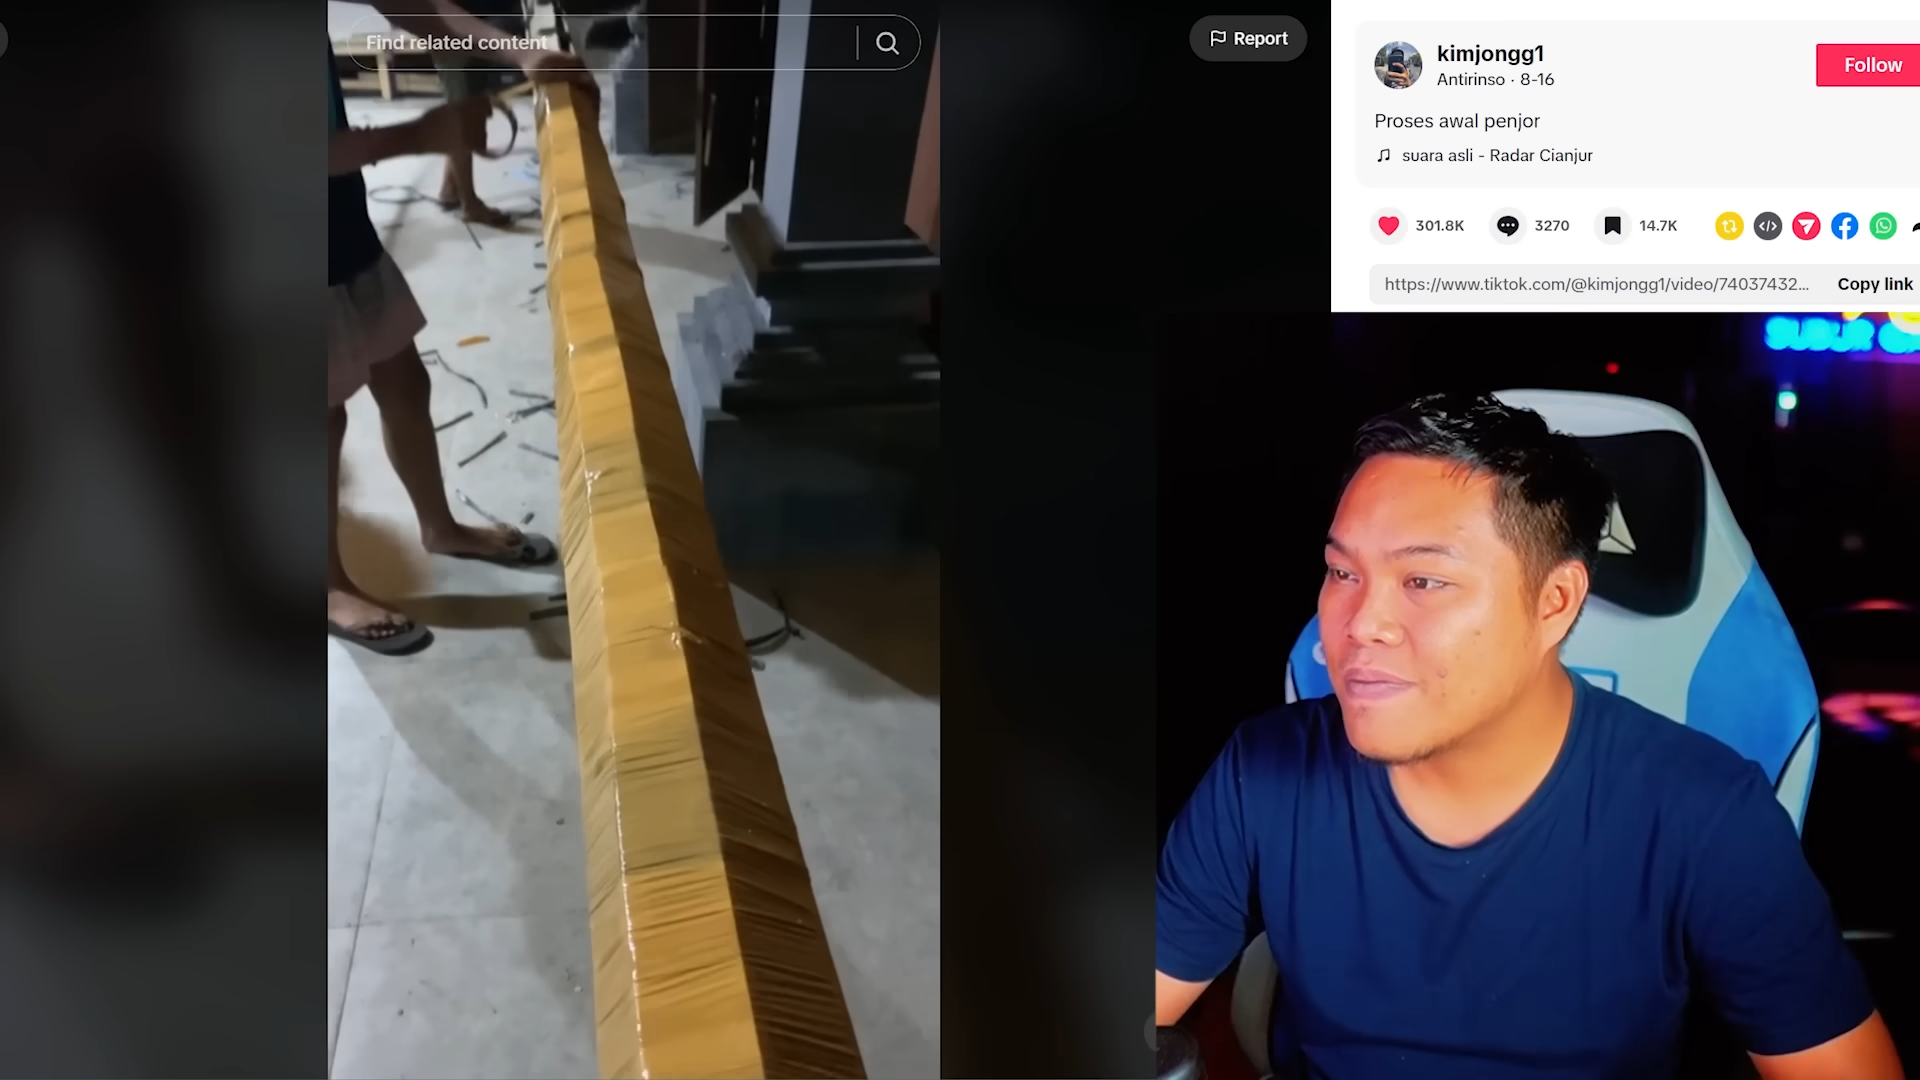 Find related content
Report
kimjongg1
Antirinso · 8-16
Follow
Proses awal penjor
suara asli - Radar Cianjur
301.8K
3270
14.7K
https://www.tiktok.com/@kimjongg1/video/74037432...
Copy link